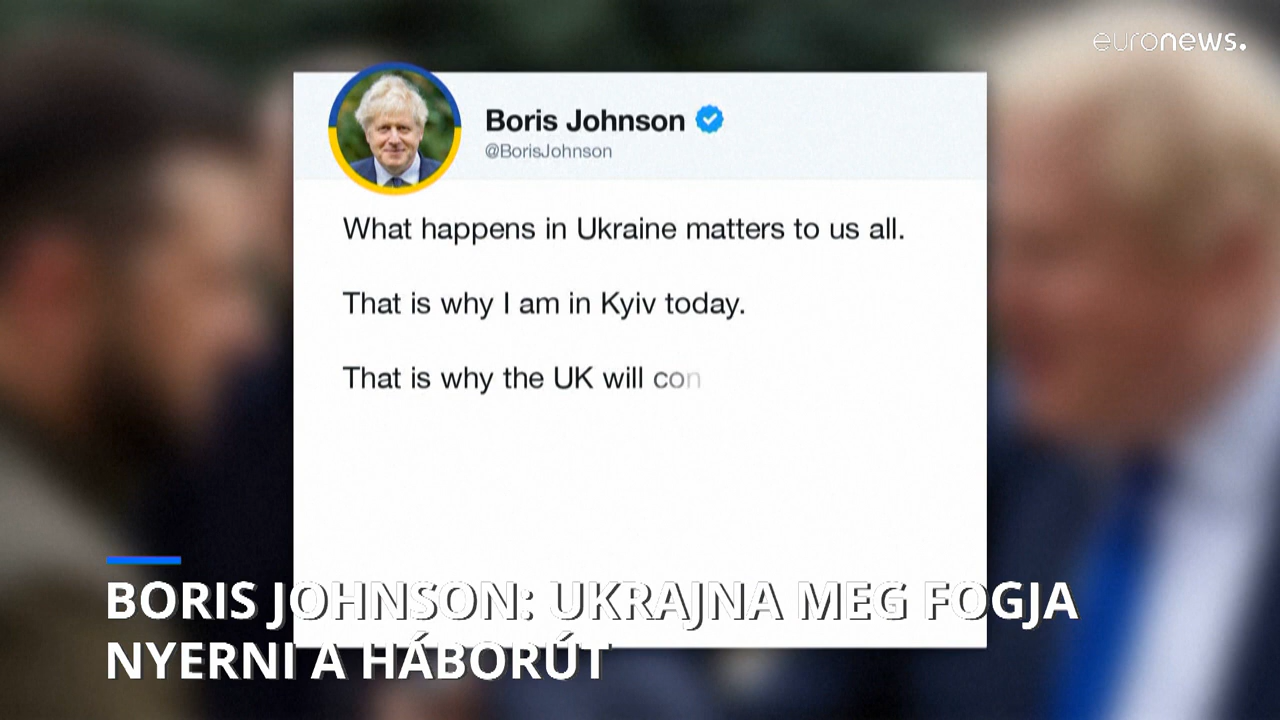 euronews.
Boris Johnson
@BorisJohnson
What happens in Ukraine matters to us all.
That is why I am in Kyiv today.
That is why the UK will con
BORIS JOHNSON: UKRAJNA MEG FOGJA
NYERNI A HÁBORÚT